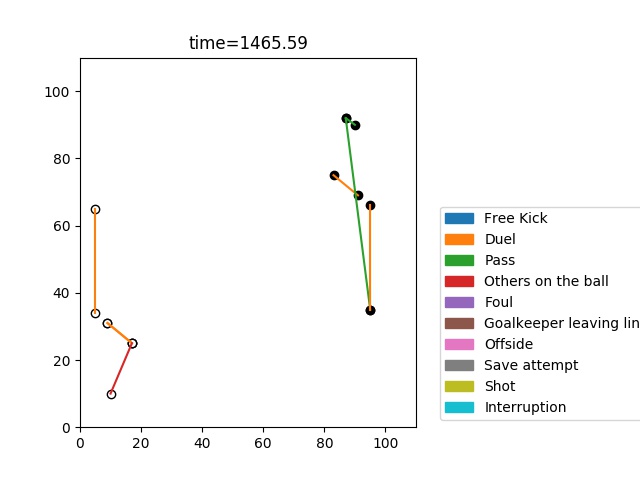 time=1465.59
100
80
60
40
20
0
0 20 40 60 80 100
Free Kick
Duel
Pass
Others on the ball
Foul
Goalkeeper leaving lin
Offside
Save attempt
Shot
Interruption